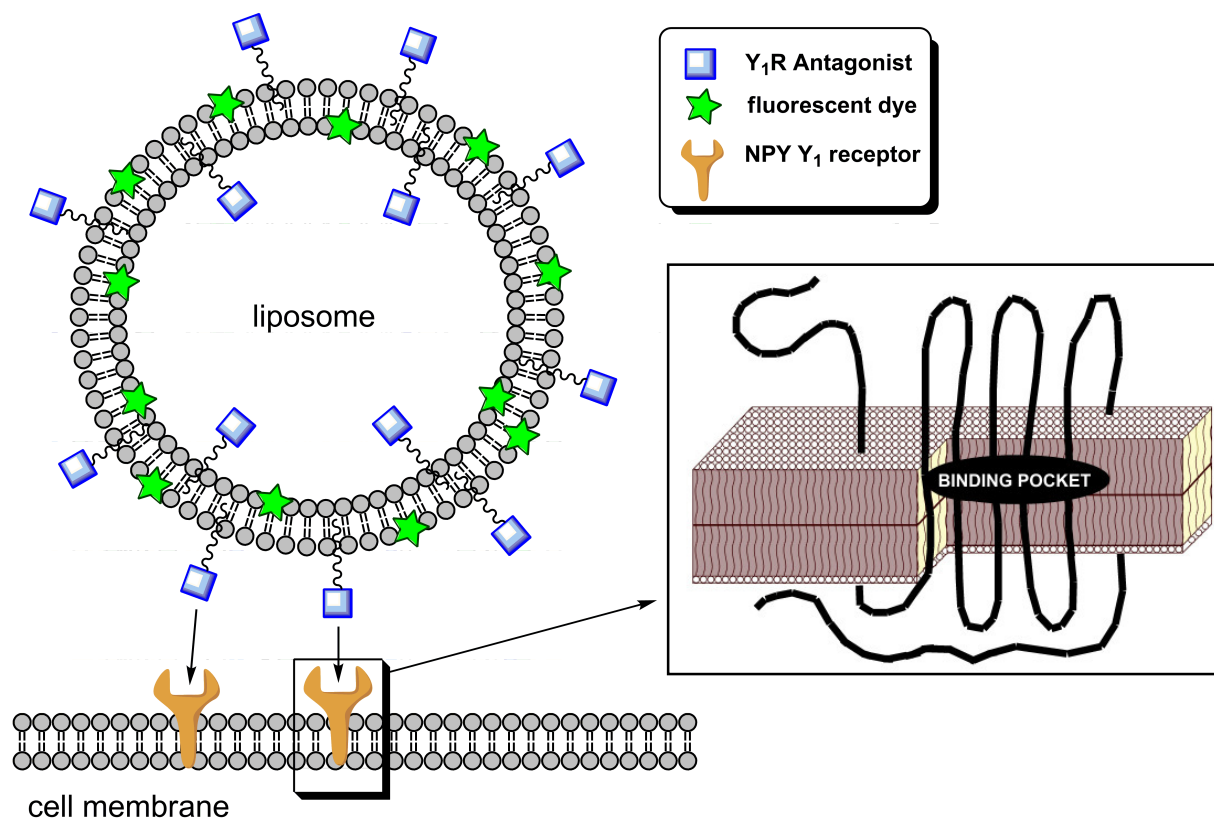 Y₁R Antagonist
fluorescent dye
NPY Y₁ receptor
liposome
BINDING POCKET
cell membrane